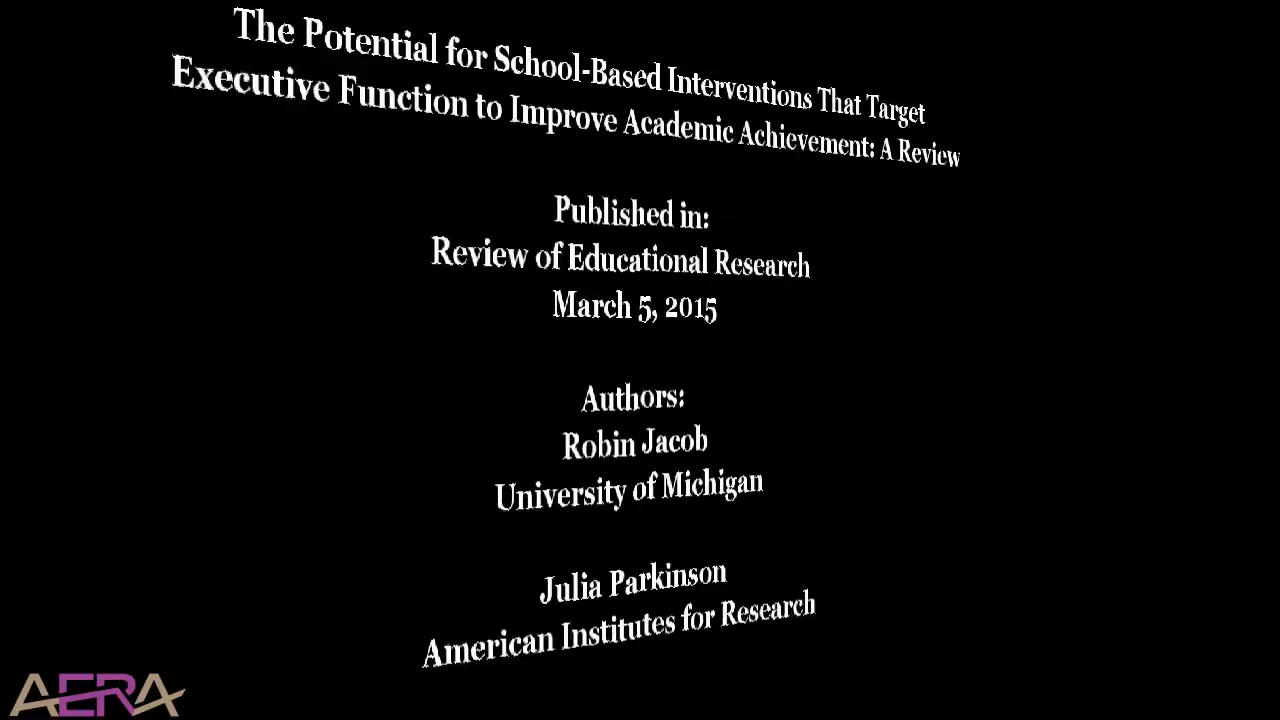 The Potential for School-Based Interventions That Target
Executive Function to Improve Academic Achievement: A Review
Published in:
Review of Educational Research
March 5, 2015
Authors:
Robin Jacob
University of Michigan
Julia Parkinson
American Institutes for Research
AERA